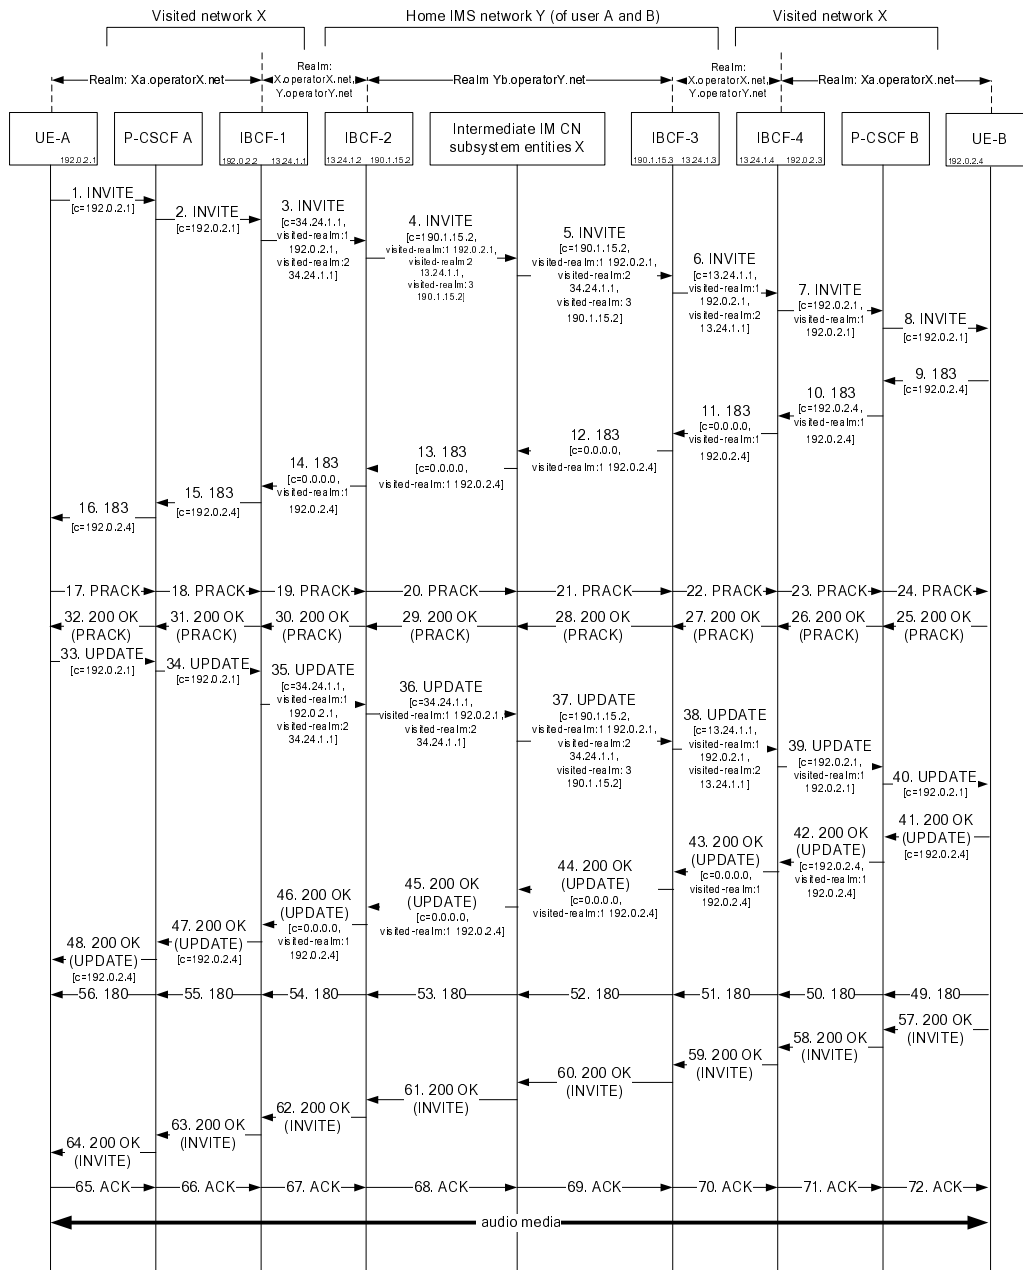 Visited network X
Home IMS network Y (of user A and B)
Visited network X
Realm: Xa.operatorX.net
Realm:
X.operatorX.net,
Y.operatorY.net
Realm Yb.operatorY.net
Realm:
X.operatorX.net,
Y.operatorY.net
Realm: Xa.operatorX.net
UE-A
192.0.2.1
P-CSCF A
IBCF-1
192.0.2.2 13.24.1.1
IBCF-2
13.24.1.2 190.1.15.2
Intermediate IM CN
subsystem entities X
IBCF-3
190.1.15.3 13.24.1.3
IBCF-4
13.24.1.4 192.0.2.3
P-CSCF B
UE-B
192.0.2.4
1. INVITE
[c=192.0.2.1]
2. INVITE
[c=192.0.2.1]
3. INVITE
[c=34.24.1.1,
visited-realm:1
192.0.2.1,
visited-realm:2
34.24.1.1]
4. INVITE
[c=190.1.15.2,
visited-realm:1 192.0.2.1,
visited-realm:2
13.24.1.1,
visited-realm: 3
190.1.15.2]
5. INVITE
[c=190.1.15.2,
visited-realm:1 192.0.2.1,
visited-realm:2
34.24.1.1,
visited-realm: 3
190.1.15.2]
6. INVITE
[c=13.24.1.1,
visited-realm:1
192.0.2.1,
visited-realm:2
13.24.1.1]
7. INVITE
[c=192.0.2.1,
visited-realm:1
192.0.2.1]
8. INVITE
[c=192.0.2.1]
9. 183
[c=192.0.2.4]
10. 183
[c=192.0.2.4,
visited-realm:1
192.0.2.4]
11. 183
[c=0.0.0.0,
visited-realm:1
192.0.2.4]
12. 183
[c=0.0.0.0,
visited-realm:1 192.0.2.4]
13. 183
[c=0.0.0.0,
visited-realm:1 192.0.2.4]
14. 183
[c=0.0.0.0,
visited-realm:1
192.0.2.4]
15. 183
[c=192.0.2.4]
16. 183
[c=192.0.2.4]
17. PRACK
18. PRACK
19. PRACK
20. PRACK
21. PRACK
22. PRACK
23. PRACK
24. PRACK
32. 200 OK
(PRACK)
31. 200 OK
(PRACK)
30. 200 OK
(PRACK)
29. 200 OK
(PRACK)
28. 200 OK
(PRACK)
27. 200 OK
(PRACK)
26. 200 OK
(PRACK)
25. 200 OK
(PRACK)
33. UPDATE
[c=192.0.2.1]
34. UPDATE
[c=192.0.2.1]
35. UPDATE
[c=34.24.1.1,
visited-realm:1
192.0.2.1,
visited-realm:2
34.24.1.1]
36. UPDATE
[c=34.24.1.1,
visited-realm:1 192.0.2.1,
visited-realm:2
34.24.1.1]
37. UPDATE
[c=190.1.15.2,
visited-realm:1 192.0.2.1,
visited-realm:2
34.24.1.1,
visited-realm: 3
190.1.15.2]
38. UPDATE
[c=13.24.1.1,
visited-realm:1
192.0.2.1,
visited-realm:2
13.24.1.1]
39. UPDATE
[c=192.0.2.1,
visited-realm:1
192.0.2.1]
40. UPDATE
[c=192.0.2.1]
41. 200 OK
(UPDATE)
[c=192.0.2.4]
42. 200 OK
(UPDATE)
[c=192.0.2.4,
visited-realm:1
192.0.2.4]
43. 200 OK
(UPDATE)
[c=0.0.0.0,
visited-realm:1
192.0.2.4]
44. 200 OK
(UPDATE)
[c=0.0.0.0,
visited-realm:1 192.0.2.4]
45. 200 OK
(UPDATE)
[c=0.0.0.0,
visited-realm:1 192.0.2.4]
46. 200 OK
(UPDATE)
[c=0.0.0.0,
visited-realm:1
192.0.2.4]
47. 200 OK
(UPDATE)
[c=192.0.2.4]
48. 200 OK
(UPDATE)
[c=192.0.2.4]
56. 180
55. 180
54. 180
53. 180
52. 180
51. 180
50. 180
49. 180
57. 200 OK
(INVITE)
58. 200 OK
(INVITE)
59. 200 OK
(INVITE)
60. 200 OK
(INVITE)
61. 200 OK
(INVITE)
62. 200 OK
(INVITE)
63. 200 OK
(INVITE)
64. 200 OK
(INVITE)
65. ACK
66. ACK
67. ACK
68. ACK
69. ACK
70. ACK
71. ACK
72. ACK
audio media